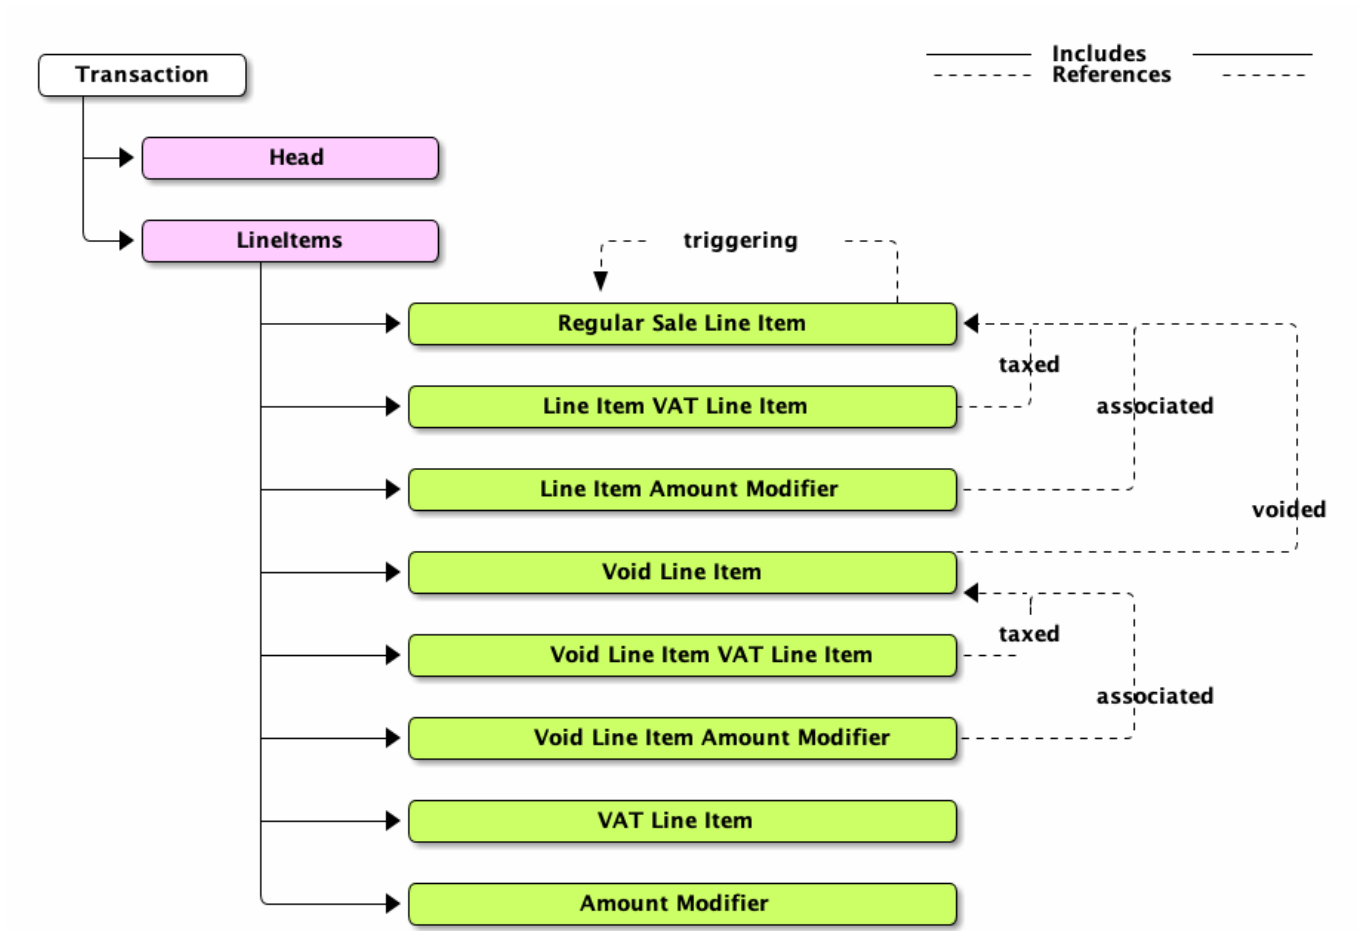 Transaction
Includes
References
Head
LineItems
triggering
Regular Sale Line Item
taxed
Line Item VAT Line Item
associated
Line Item Amount Modifier
voided
Void Line Item
taxed
Void Line Item VAT Line Item
associated
Void Line Item Amount Modifier
VAT Line Item
Amount Modifier